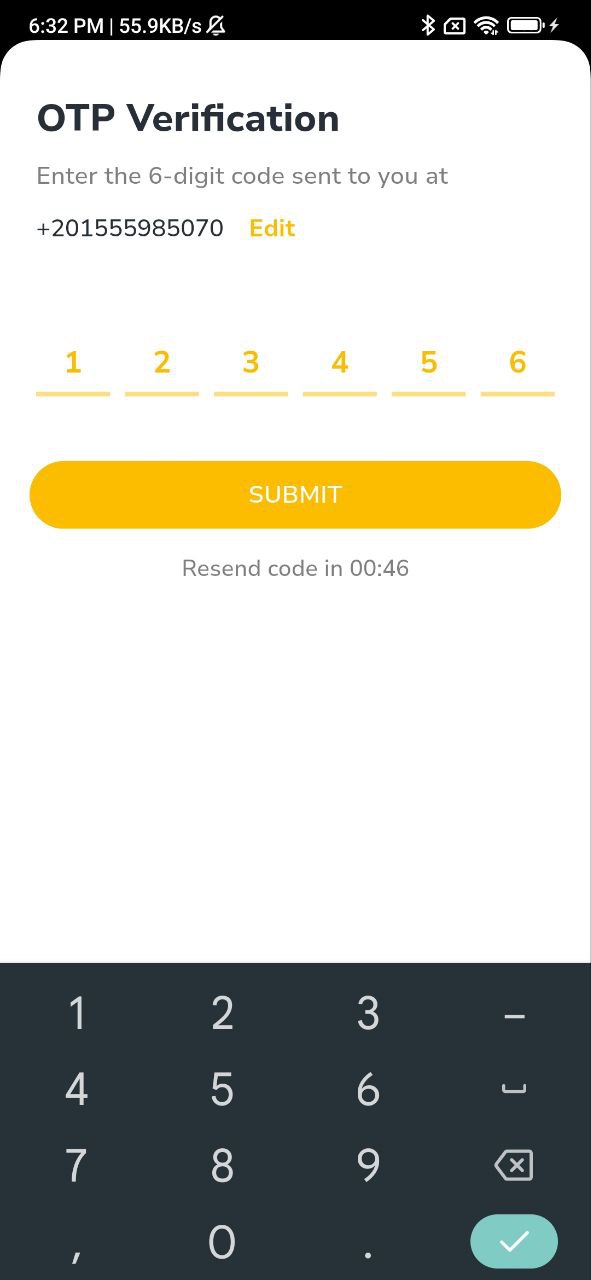 6:32 PM | 55.9KB/s
OTP Verification
Enter the 6-digit code sent to you at
+201555985070 Edit
1 2 3 4 5 6
SUBMIT
Resend code in 00:46
1 2 3 –
4 5 6
7 8 9
, 0 .